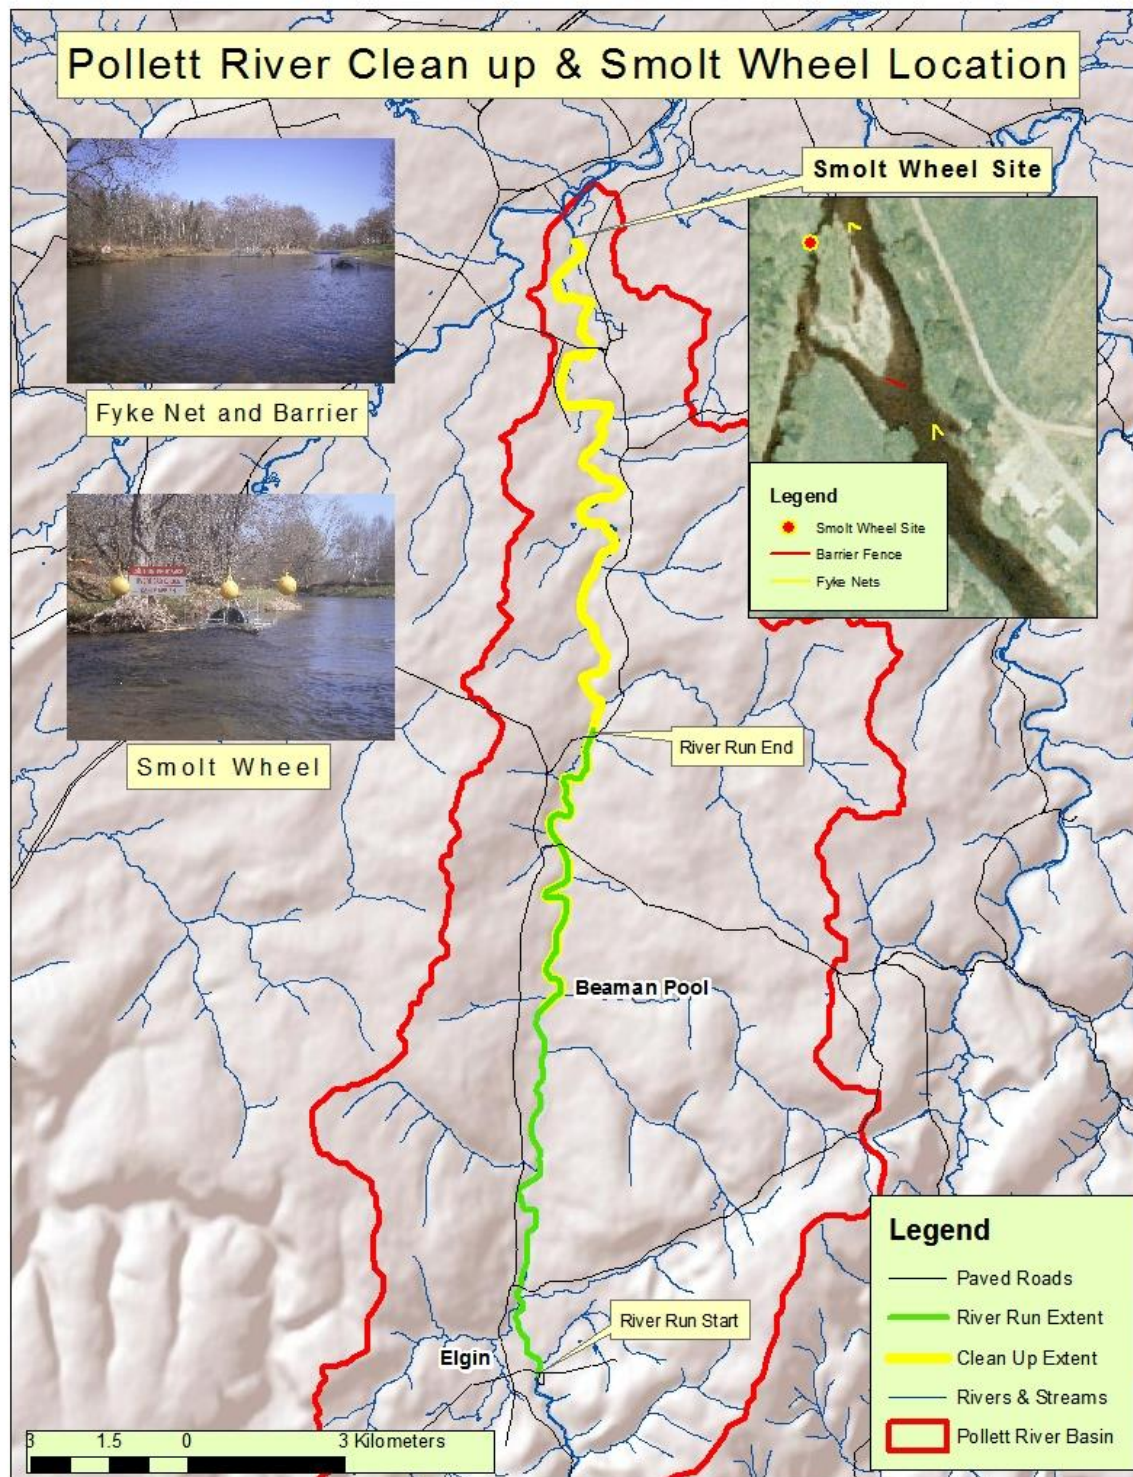 Pollett River Clean up & Smolt Wheel Location
Smolt Wheel Site
Fyke Net and Barrier
Legend
Smolt Wheel Site
Barrier Fence
Fyke Nets
Smolt Wheel
River Run End
Beaman Pool
River Run Start
Elgin
Legend
Paved Roads
River Run Extent
Clean Up Extent
Rivers & Streams
Pollett River Basin
3 1.5 0 3 Kilometers